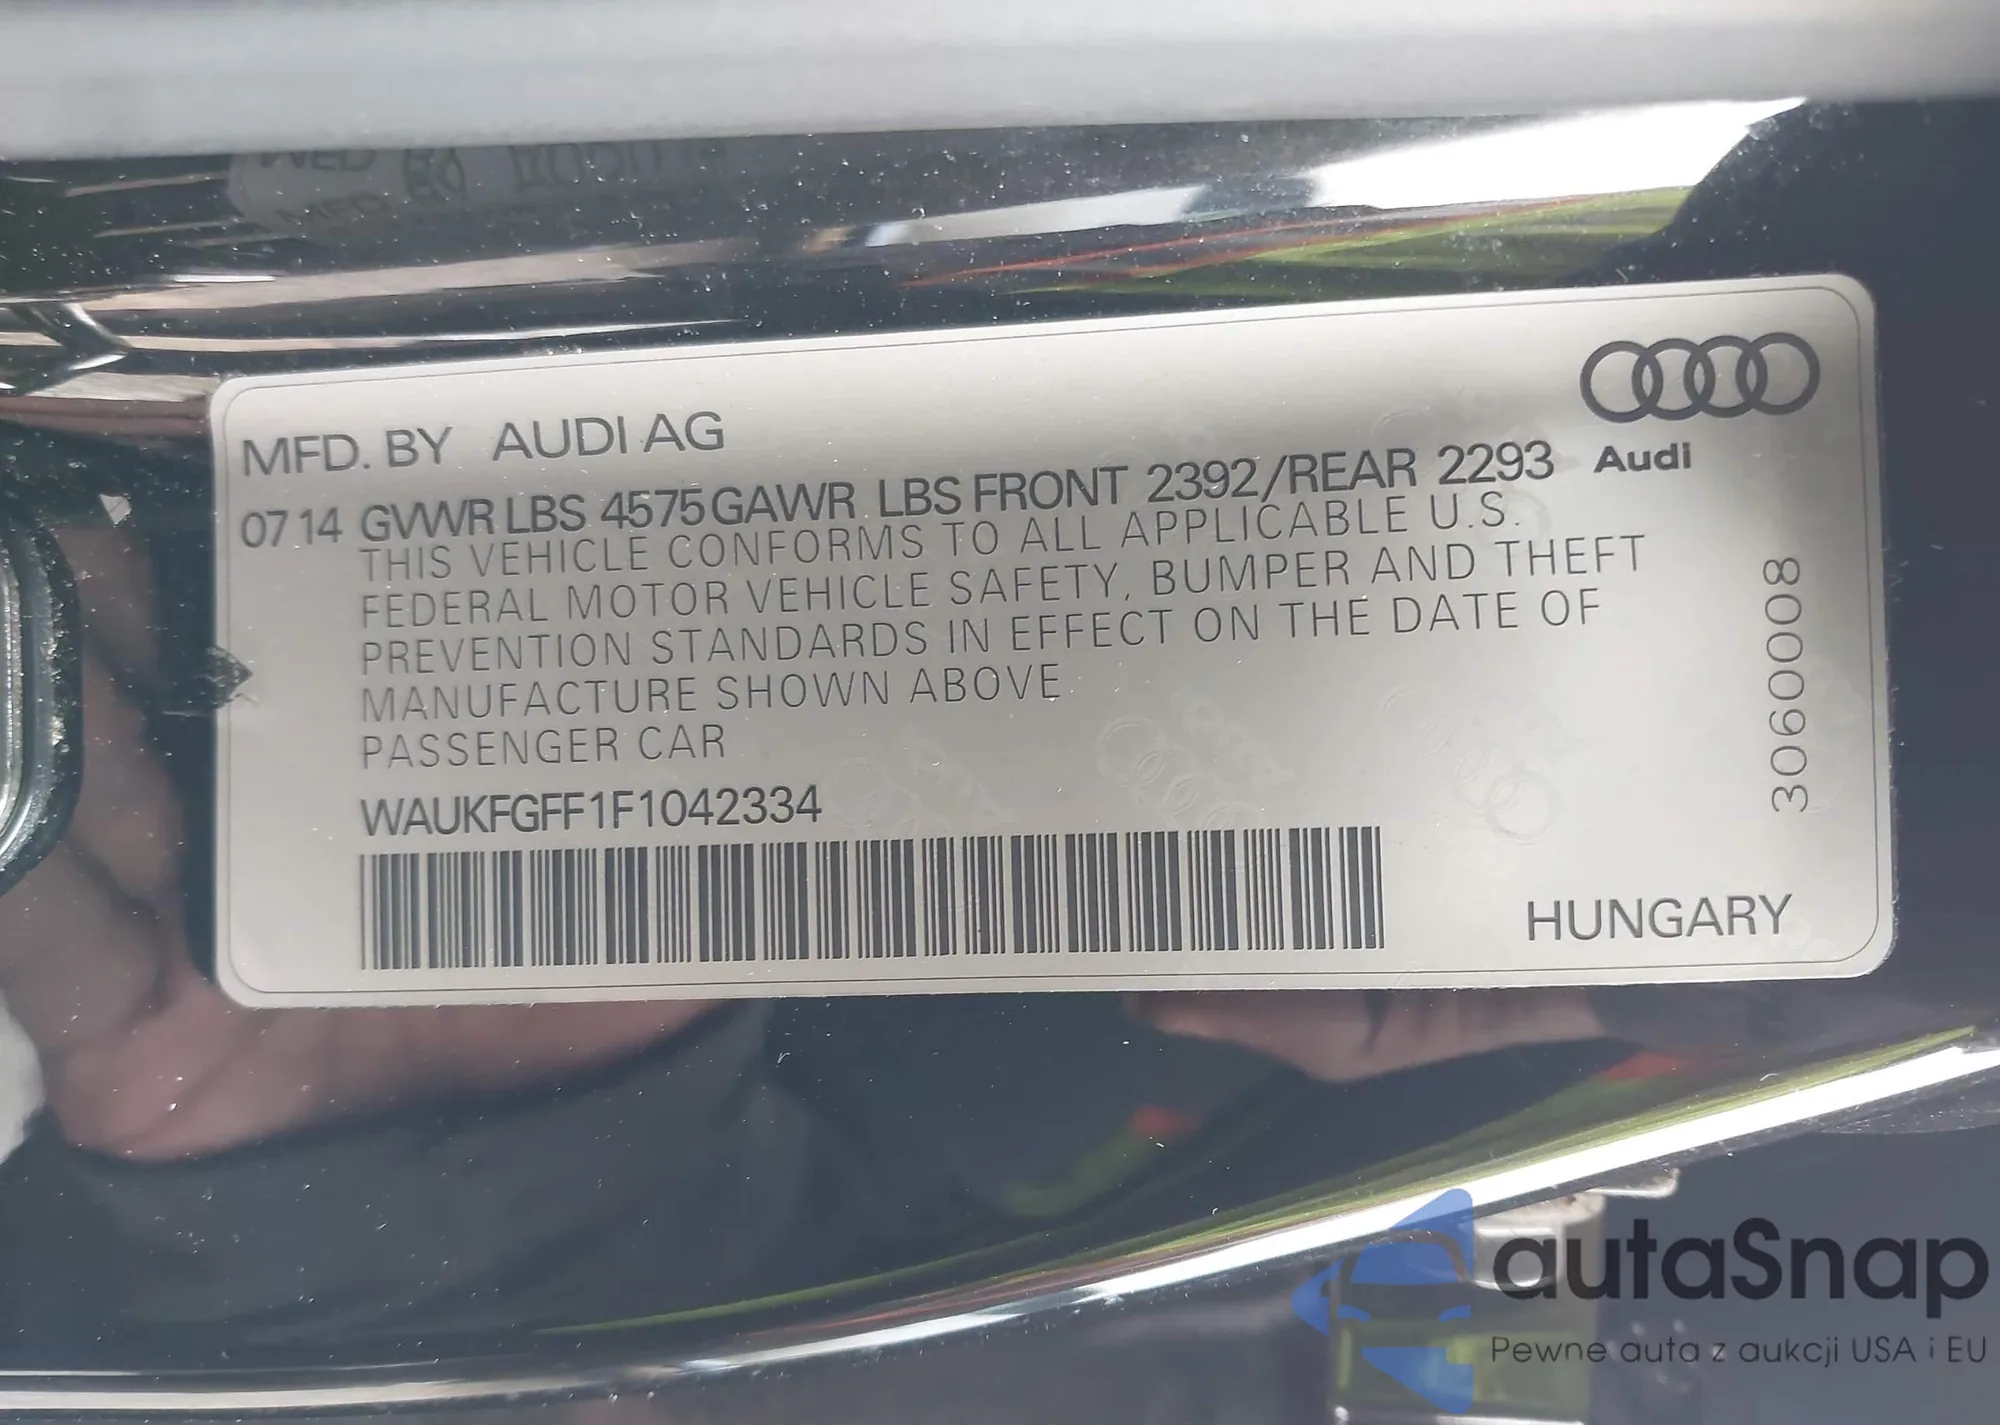 MFD. BY AUDI AG
0714 GVWR LBS 4575 GAWR LBS FRONT 2392/REAR 2293
Audi
THIS VEHICLE CONFORMS TO ALL APPLICABLE U.S.
FEDERAL MOTOR VEHICLE SAFETY, BUMPER AND THEFT
PREVENTION STANDARDS IN EFFECT ON THE DATE OF
MANUFACTURE SHOWN ABOVE
PASSENGER CAR
WAUKFGFF1F1042334
3060008
HUNGARY
autaSnap
Pewne auta z aukcji USA i EU